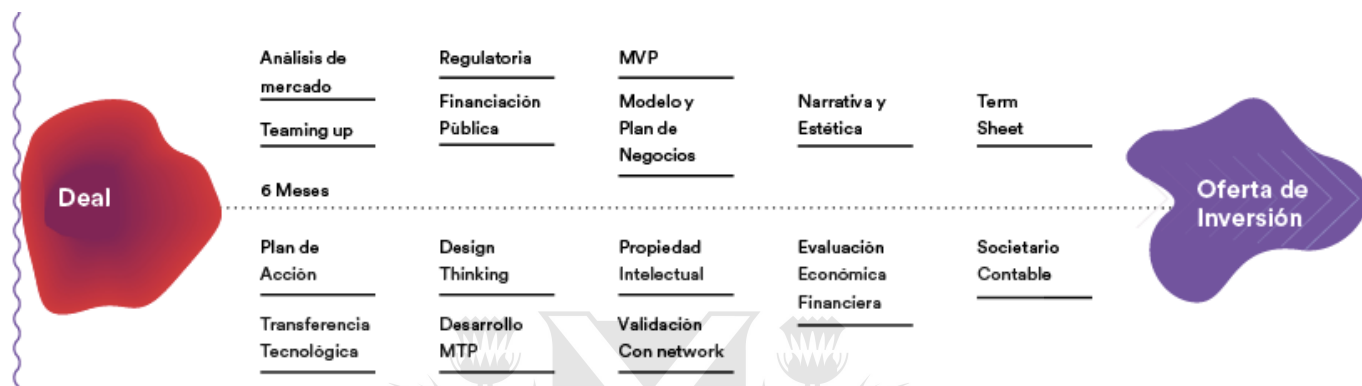 Análisis de
mercado
Teaming up
Regulatoria
Financiación
Pública
MVP
Modelo y
Plan de
Negocios
Narrativa y
Estética
Term
Sheet
Deal
6 Meses
Oferta de
Inversión
Plan de
Acción
Transferencia
Tecnológica
Design
Thinking
Desarrollo
MTP
Propiedad
Intelectual
Validación
Con network
Evaluación
Económica
Financiera
Societario
Contable